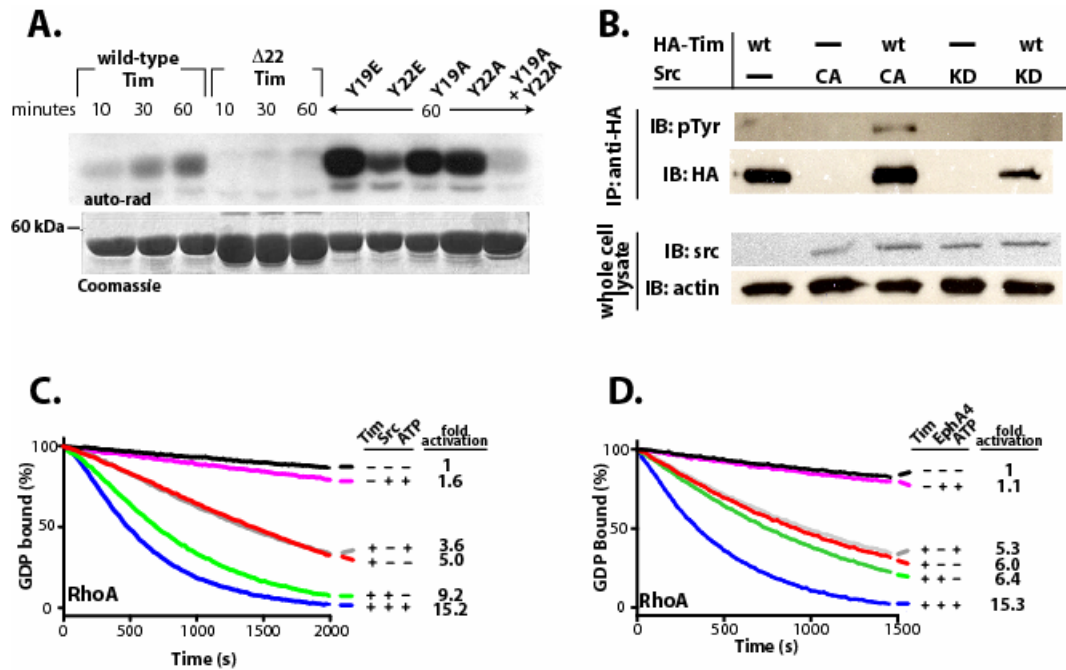 A.
wild-type Tim
Δ22 Tim
Y19E
Y22E
Y19A
Y22A
Y19A + Y22A
minutes 10 30 60 10 30 60 60
auto-rad
60 kDa
Coomassie
B.
HA-Tim wt — wt — wt
Src — CA CA KD KD
IP: anti-HA
IB: pTyr
IB: HA
whole cell lysate
IB: src
IB: actin
C.
GDP bound (%)
100
50
0
RhoA
0 500 1000 1500 2000
Time (s)
Tim Src ATP fold activation
- - - 1
- + + 1.6
+ - + 3.6
+ - - 5.0
+ + - 9.2
+ + + 15.2
D.
GDP Bound (%)
100
50
0
RhoA
0 500 1000 1500
Time (s)
Tim EphA4 ATP fold activation
- - - 1
- + + 1.1
+ - + 5.3
+ - - 6.0
+ + - 6.4
+ + + 15.3